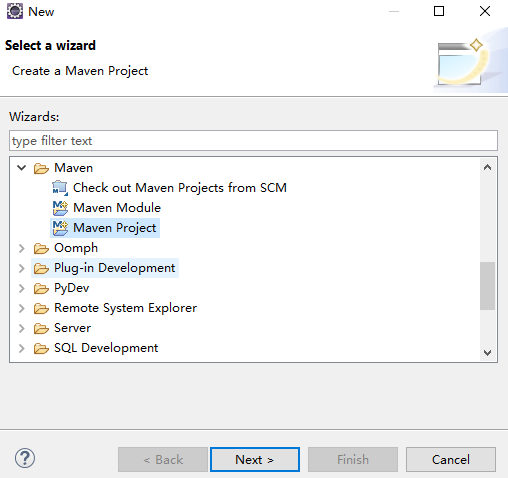 New
Select a wizard
Create a Maven Project
Wizards:
type filter text
Maven
Check out Maven Projects from SCM
Maven Module
Maven Project
Oomph
Plug-in Development
PyDev
Remote System Explorer
Server
SQL Development
?
< Back
Next >
Finish
Cancel